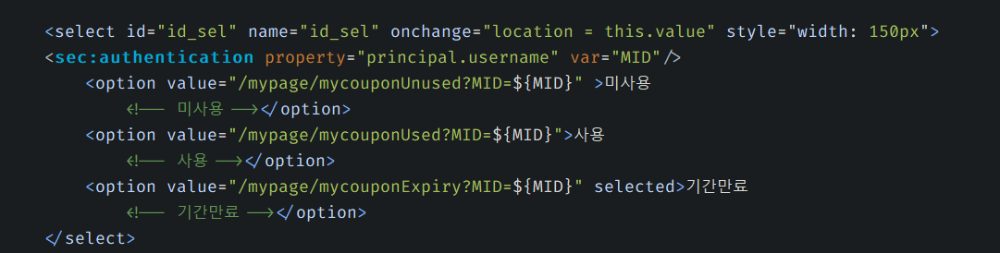 <select id="id_sel" name="id_sel" onchange="location = this.value" style="width: 150px">
<sec:authentication property="principal.username" var="MID"/>
<option value="/mypage/mycouponUnused?MID=${MID}" >미사용
<!-- 미사용 --></option>
<option value="/mypage/mycouponUsed?MID=${MID}">사용
<!-- 사용 --></option>
<option value="/mypage/mycouponExpiry?MID=${MID}" selected>기간만료
<!-- 기간만료 --></option>
</select>